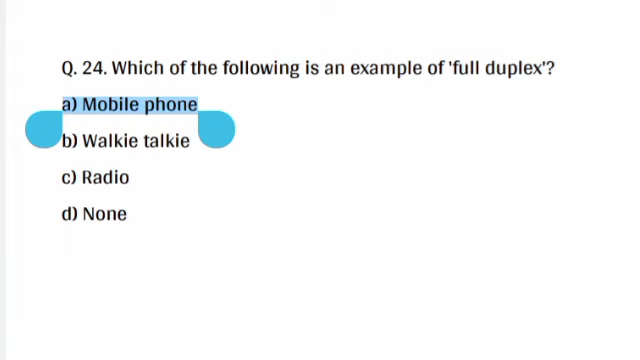 Q. 24. Which of the following is an example of 'full duplex'?
a) Mobile phone
b) Walkie talkie
c) Radio
d) None